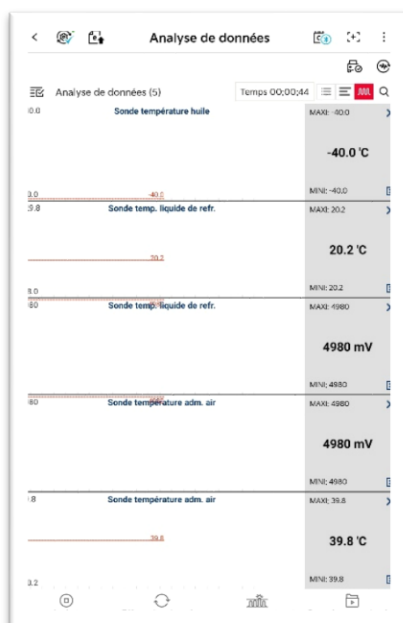 Analyse de données
Analyse de données (5) Temps 00:00:44
0.0 Sonde température huile MAXI: -40.0
-40.0 °C
3.0 -40.0 MINI: -40.0
9.8 Sonde temp. liquide de refr. MAXI: 20.2
20.2 °C
20.2
8.0 MINI: 20.2
80 Sonde temp. liquide de refr. MAXI: 4980
4980 mV
MINI: 4980
980 Sonde température adm. air MAXI: 4980
4980 mV
MINI: 4980
.8 Sonde température adm. air MAXI: 39.8
39.8 39.8 °C
3.2 MINI: 39.8